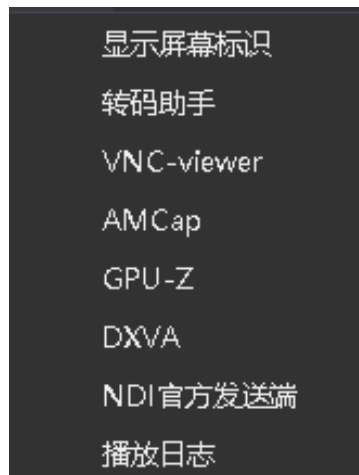 显示屏幕标识
转码助手
VNC-viewer
AMCap
GPU-Z
DXVA
NDI官方发送端
播放日志